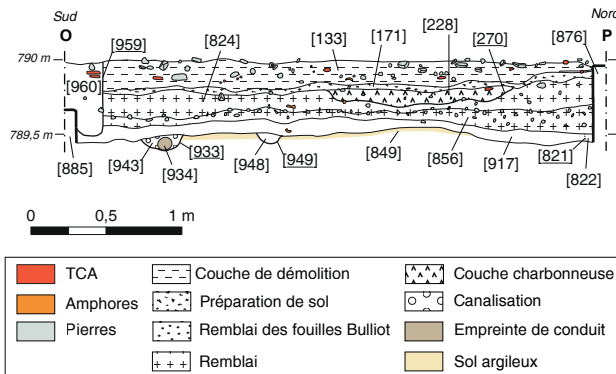 Sud
Nord
O
P
[959]
[824]
[133]
[171]
[228]
[270]
[876]
790 m
[960]
789,5 m
[885]
[943]
[933]
[934]
[948]
[949]
[849]
[856]
[917]
[821]
[822]
0 0,5 1 m
TCA
Amphores
Pierres
Couche de démolition
Préparation de sol
Remblai des fouilles Bulliot
Remblai
Couche charbonneuse
Canalisation
Empreinte de conduit
Sol argileux